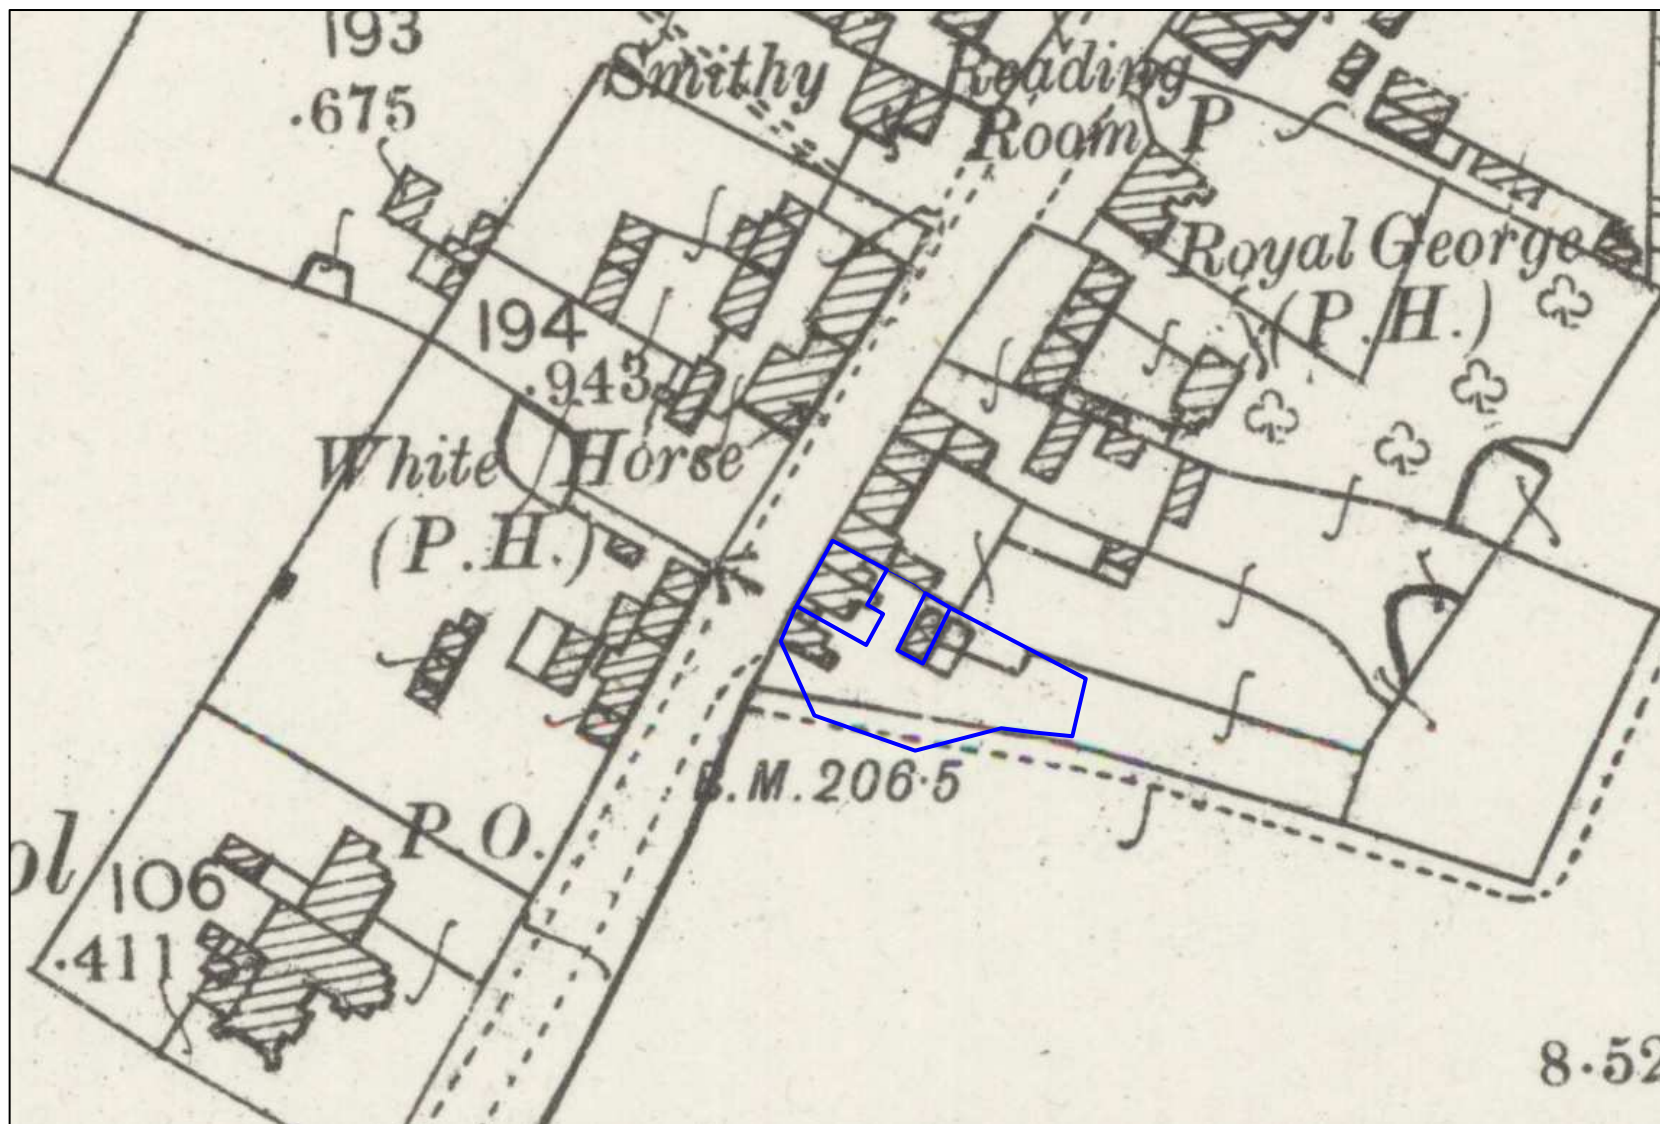 193
.675
Smithy
Reading
Room
P
Royal George
(P.H.)
194
.943
White Horse
(P.H.)
B.M.206·5
P.O.
106
.411
8·52